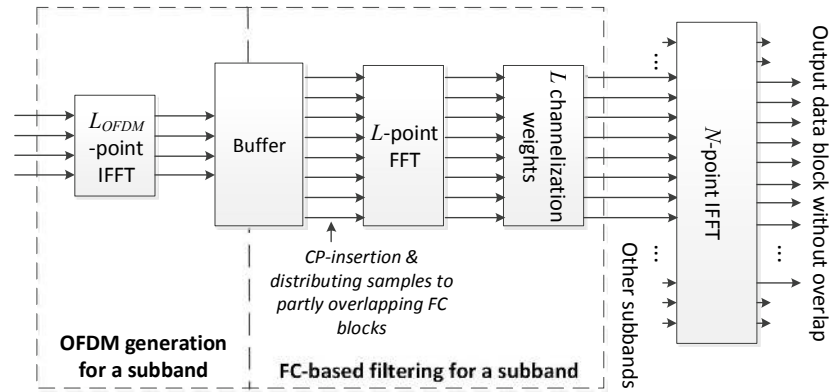 L_OFDM
-point
IFFT
Buffer
L-point
FFT
L channelization
weights
N-point IFFT
...
...
...
Other subbands
Output data block without overlap
CP-insertion &
distributing samples to
partly overlapping FC
blocks
OFDM generation
for a subband
FC-based filtering for a subband